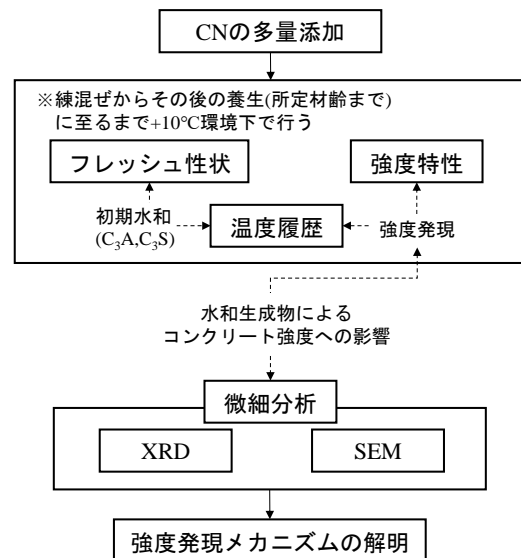 CNの多量添加
※練混ぜからその後の養生(所定材齢まで)
に至るまで+10℃環境下で行う
フレッシュ性状
強度特性
初期水和
(C₃A,C₃S)
温度履歴
強度発現
水和生成物による
コンクリート強度への影響
微細分析
XRD
SEM
強度発現メカニズムの解明